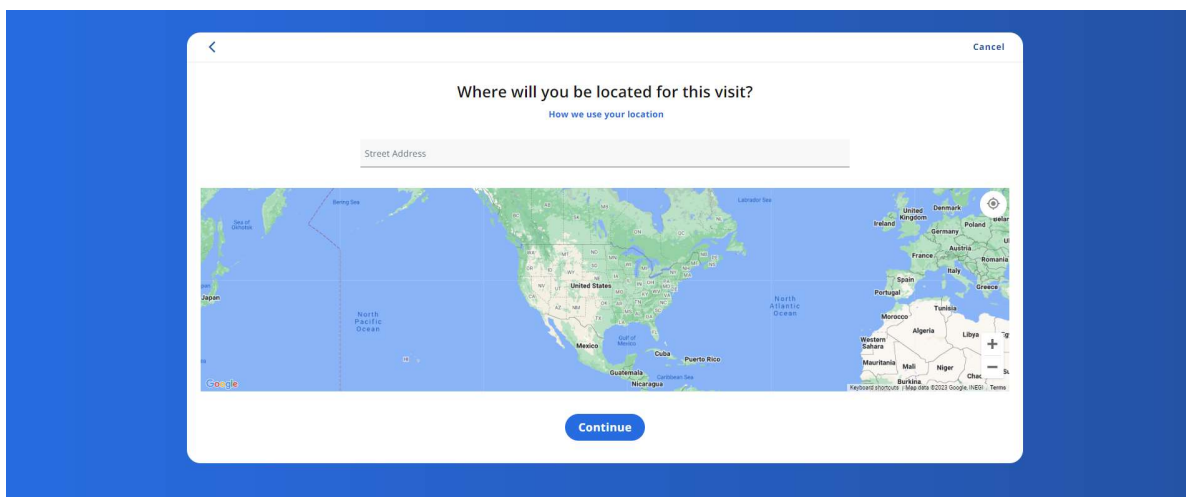 Cancel
Where will you be located for this visit?
How we use your location
Street Address
Bering Sea
Sea of
Okhotsk
Labrador Sea
United
Kingdom
Denmark
Ireland
Poland
Germany
Austria
France
Romania
Italy
Spain
Portugal
Greece
Japan
United States
North
Pacific
Ocean
North
Atlantic
Ocean
Tunisia
Morocco
Algeria
Libya
Western
Sahara
Gulf of
Mexico
Mexico
Cuba
Puerto Rico
Mauritania
Mali
Niger
Guatemala
Caribbean Sea
Nicaragua
Burkina
Google
Keyboard shortcuts
Map data ©2023 Google, INEGI
Terms
Continue